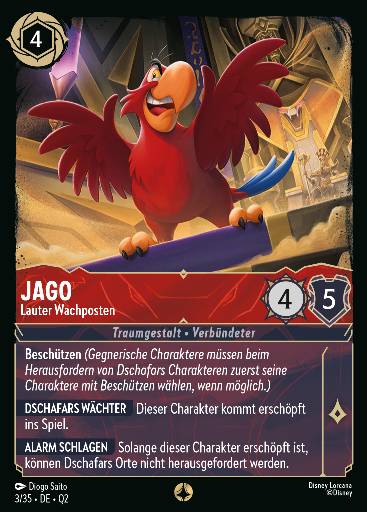 4
JAGO
Lauter Wachposten
4
5
Traumgestalt • Verbündeter
Beschützen (Gegnerische Charaktere müssen beim
Herausfordern von Dschafars Charakteren zuerst seine
Charaktere mit Beschützen wählen, wenn möglich.)
DSCHAFARS WÄCHTER Dieser Charakter kommt erschöpft
ins Spiel.
ALARM SCHLAGEN Solange dieser Charakter erschöpft ist,
können Dschafars Orte nicht herausgefordert werden.
Diogo Saito
3/35 • DE • Q2
Disney Lorcana
©Disney